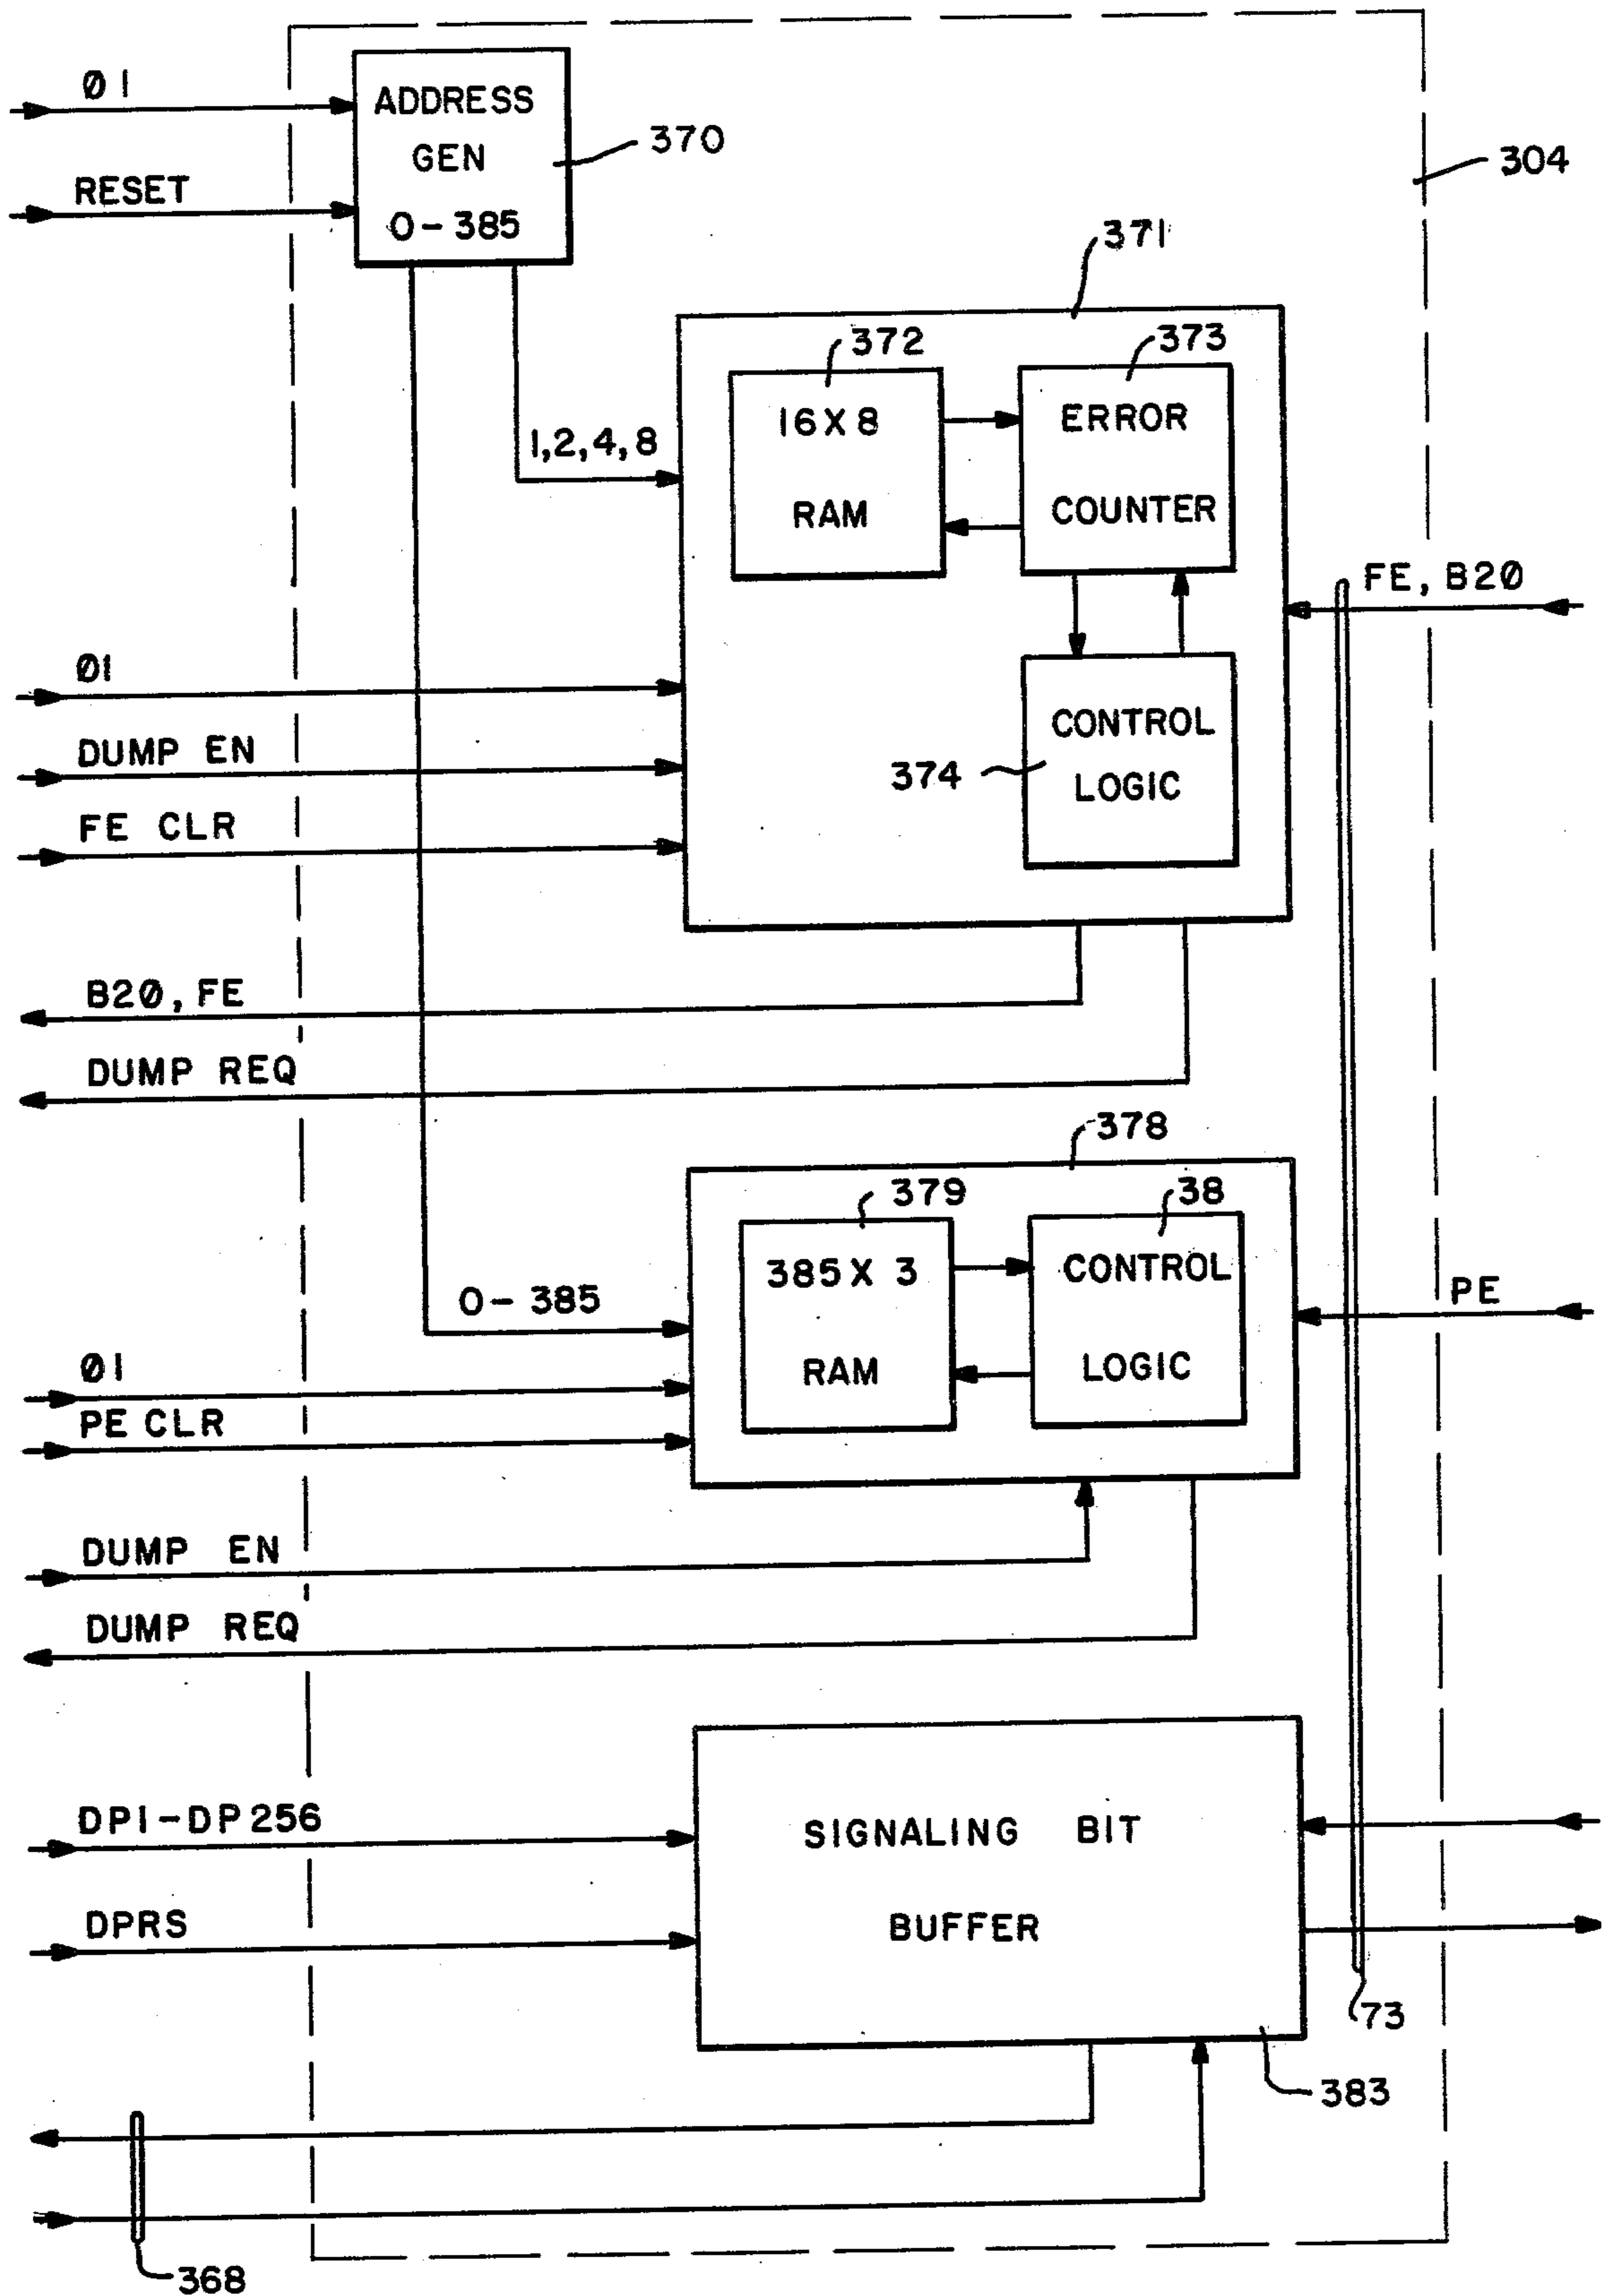 Ø1
ADDRESS
GEN
0-385
370
RESET
304
371
372
16X8
RAM
373
ERROR
COUNTER
1,2,4,8
FE, B20
Ø1
DUMP EN
FE CLR
374
CONTROL
LOGIC
B20, FE
DUMP REQ
378
379
385X 3
RAM
38
CONTROL
LOGIC
0-385
PE
Ø1
PE CLR
DUMP EN
DUMP REQ
DP1-DP256
SIGNALING BIT
BUFFER
DPRS
73
383
368